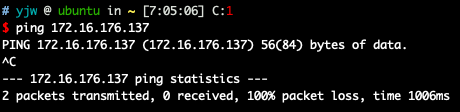 # yjw @ ubuntu in ~ [7:05:06] C:1
$ ping 172.16.176.137
PING 172.16.176.137 (172.16.176.137) 56(84) bytes of data.
^C
--- 172.16.176.137 ping statistics ---
2 packets transmitted, 0 received, 100% packet loss, time 1006ms